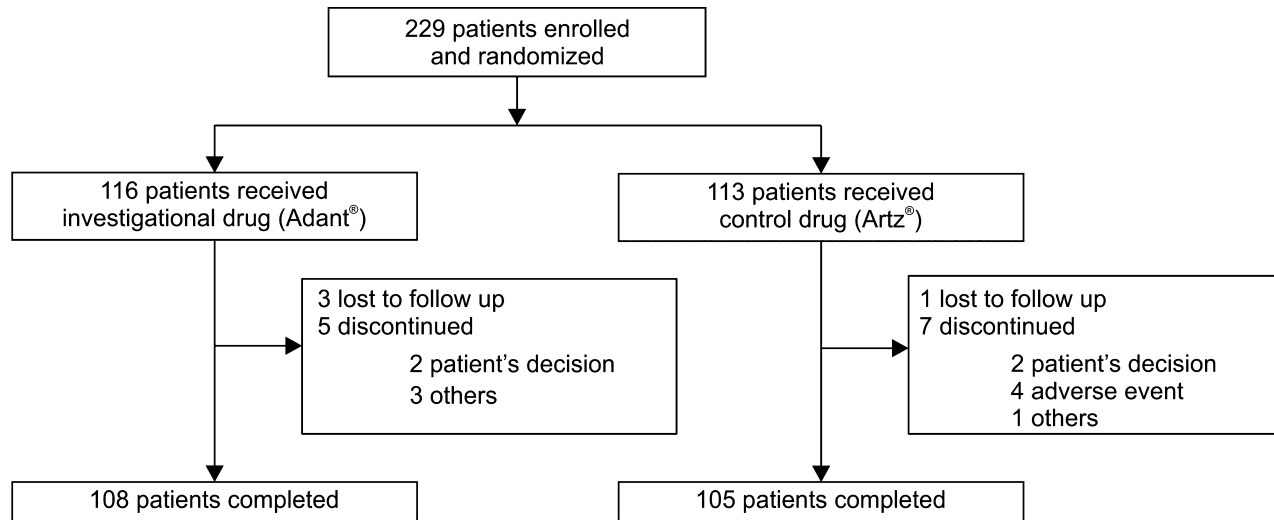 229 patients enrolled
and randomized
116 patients received
investigational drug (Adant®)
113 patients received
control drug (Artz®)
3 lost to follow up
5 discontinued
2 patient’s decision
3 others
1 lost to follow up
7 discontinued
2 patient’s decision
4 adverse event
1 others
108 patients completed
105 patients completed